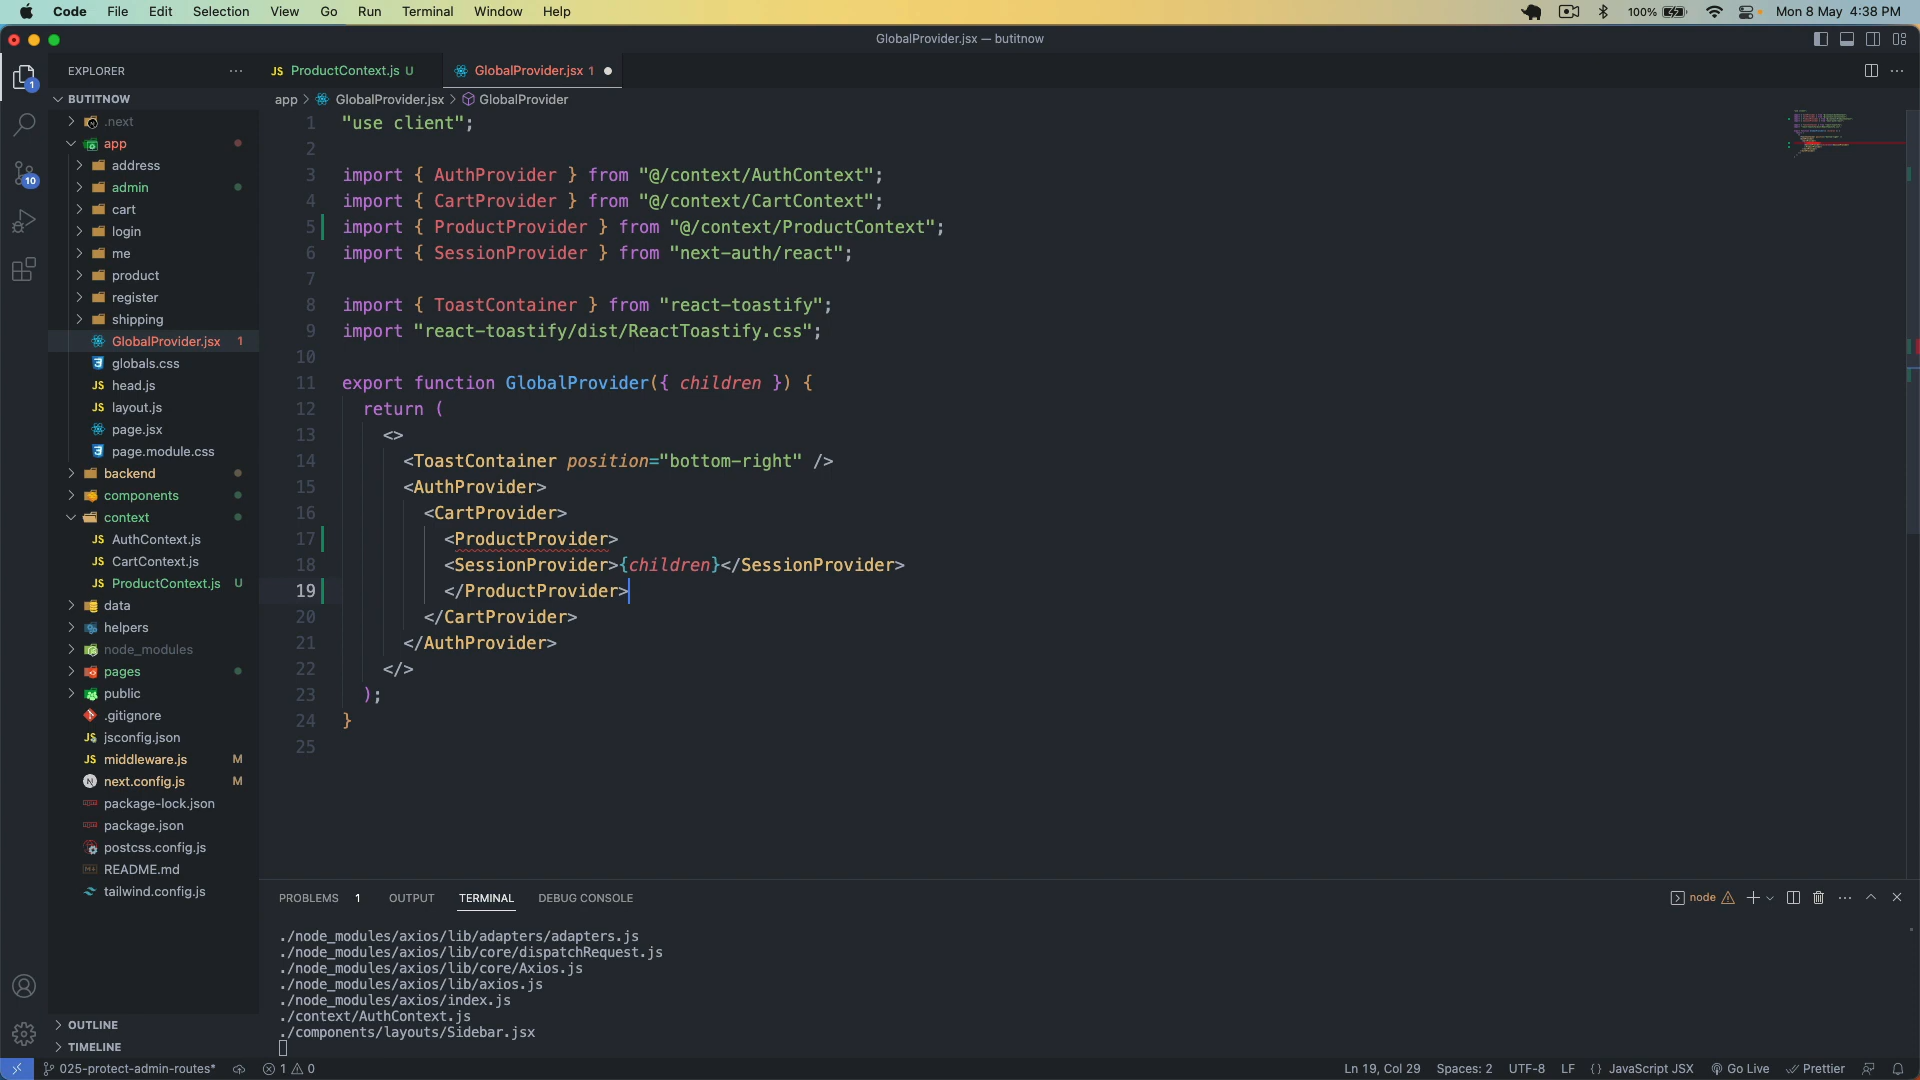 Code File Edit Selection View Go Run Terminal Window Help
100% Mon 8 May 4:38 PM
GlobalProvider.jsx — butitnow
EXPLORER
JS ProductContext.js U
GlobalProvider.jsx 1
BUTITNOW
app > GlobalProvider.jsx > GlobalProvider
.next
app
address
admin
cart
login
me
product
register
shipping
GlobalProvider.jsx 1
globals.css
JS head.js
JS layout.js
page.jsx
page.module.css
backend
components
context
JS AuthContext.js
JS CartContext.js
JS ProductContext.js U
data
helpers
node_modules
pages
public
.gitignore
JS jsconfig.json
JS middleware.js M
next.config.js M
package-lock.json
package.json
postcss.config.js
README.md
tailwind.config.js
OUTLINE
TIMELINE
1
10
1 "use client";
2
3 import { AuthProvider } from "@/context/AuthContext";
4 import { CartProvider } from "@/context/CartContext";
5 import { ProductProvider } from "@/context/ProductContext";
6 import { SessionProvider } from "next-auth/react";
7
8 import { ToastContainer } from "react-toastify";
9 import "react-toastify/dist/ReactToastify.css";
10
11 export function GlobalProvider({ children }) {
12 return (
13 <>
14 <ToastContainer position="bottom-right" />
15 <AuthProvider>
16 <CartProvider>
17 <ProductProvider>
18 <SessionProvider>{children}</SessionProvider>
19 </ProductProvider>
20 </CartProvider>
21 </AuthProvider>
22 </>
23 );
24 }
25
PROBLEMS 1 OUTPUT TERMINAL DEBUG CONSOLE
node
./node_modules/axios/lib/adapters/adapters.js
./node_modules/axios/lib/core/dispatchRequest.js
./node_modules/axios/lib/core/Axios.js
./node_modules/axios/lib/axios.js
./node_modules/axios/index.js
./context/AuthContext.js
./components/layouts/Sidebar.jsx
025-protect-admin-routes* 1 0
Ln 19, Col 29 Spaces: 2 UTF-8 LF {} JavaScript JSX Go Live Prettier